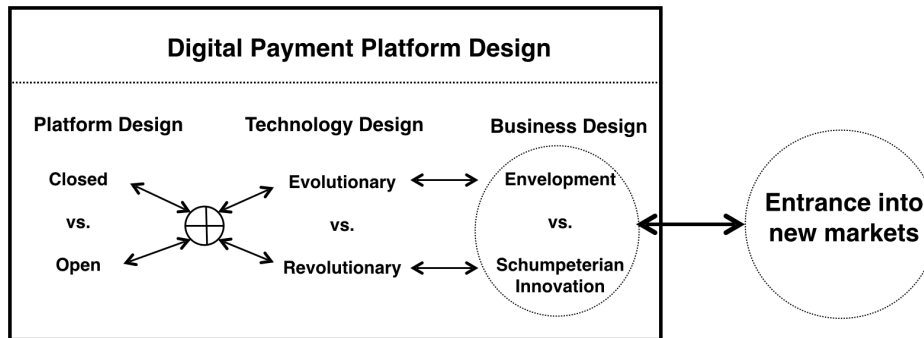 Digital Payment Platform Design
Platform Design
Technology Design
Business Design
Closed
vs.
Open
Evolutionary
vs.
Revolutionary
Envelopment
vs.
Schumpeterian
Innovation
Entrance into
new markets